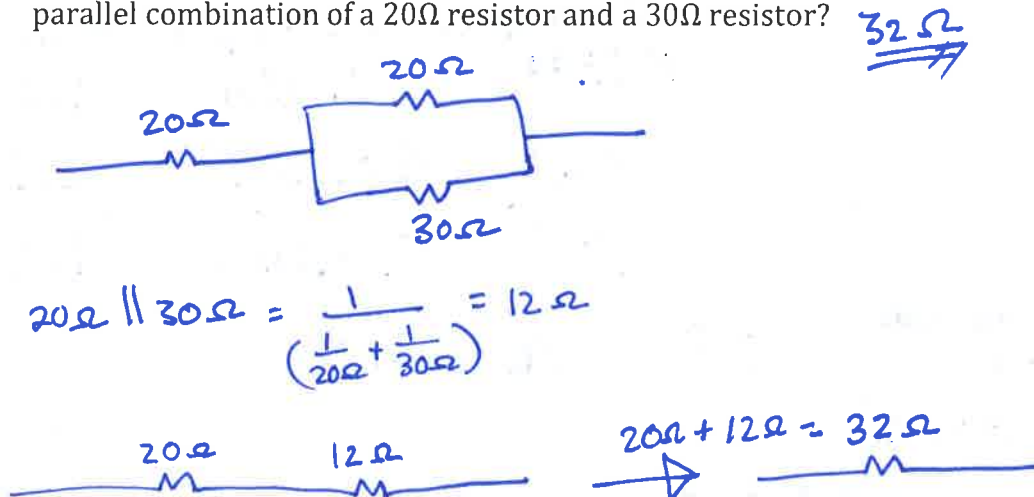 parallel combination of a 20Ω resistor and a 30Ω resistor?
32 Ω
20Ω
20Ω
30Ω
20Ω || 30Ω = 1/(1/20Ω + 1/30Ω) = 12 Ω
20Ω 12Ω 20Ω + 12Ω = 32Ω